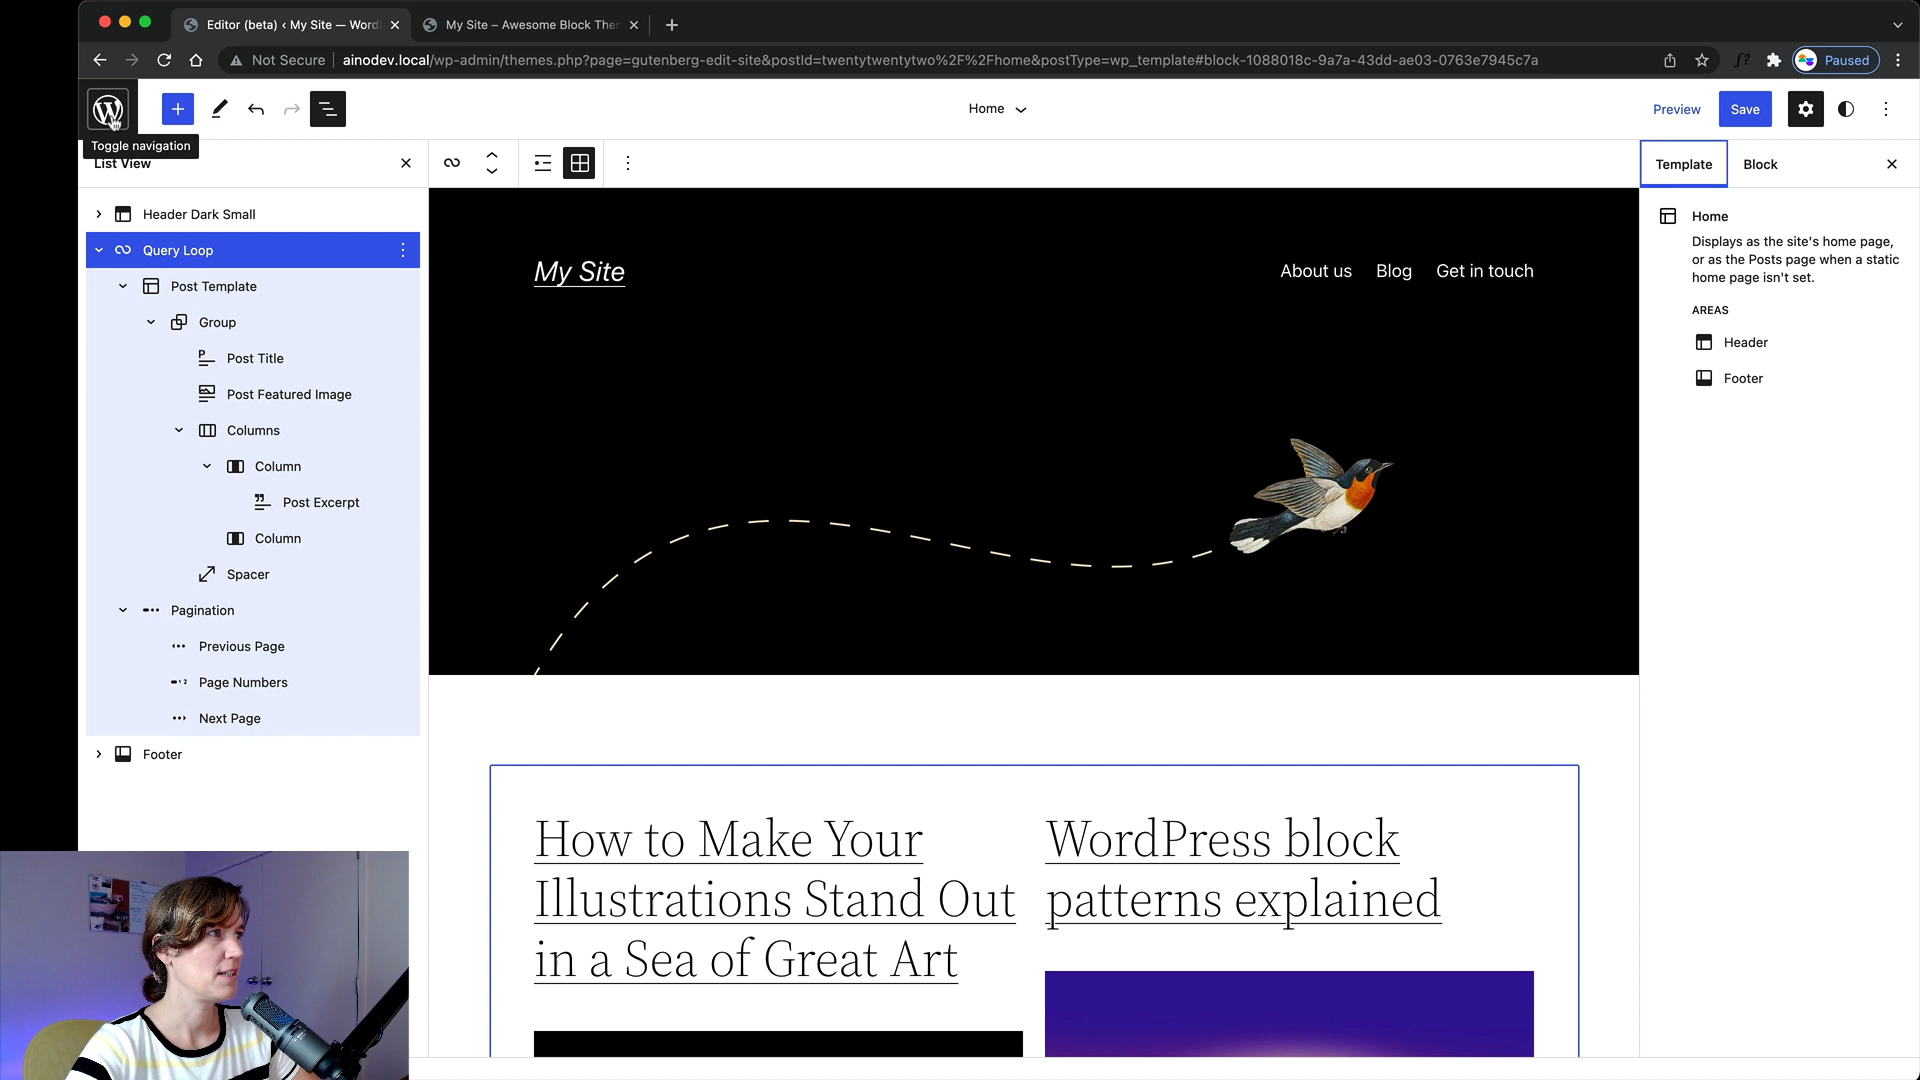 Editor (beta) ‹ My Site — Word
My Site – Awesome Block The
Not Secure
ainodev.local/wp-admin/themes.php?page=gutenberg-edit-site&postId=twentytwentytwo%2F%2Fhome&postType=wp_template#block-1088018c-9a7a-43dd-ae03-0763e7945c7a
f?
Paused
Home
Preview
Save
Toggle navigation
List View
Template
Block
Header Dark Small
Query Loop
Post Template
Group
Post Title
Post Featured Image
Columns
Column
Post Excerpt
Column
Spacer
Pagination
Previous Page
Page Numbers
Next Page
Footer
My Site
About us
Blog
Get in touch
How to Make Your
Illustrations Stand Out
in a Sea of Great Art
WordPress block
patterns explained
Home
Displays as the site's home page,
or as the Posts page when a static
home page isn't set.
AREAS
Header
Footer